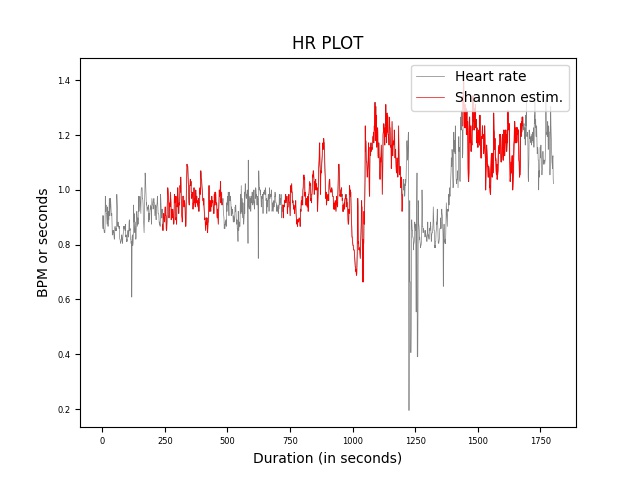 HR PLOT
Heart rate
Shannon estim.
BPM or seconds
1.4
1.2
1.0
0.8
0.6
0.4
0.2
0 250 500 750 1000 1250 1500 1750
Duration (in seconds)